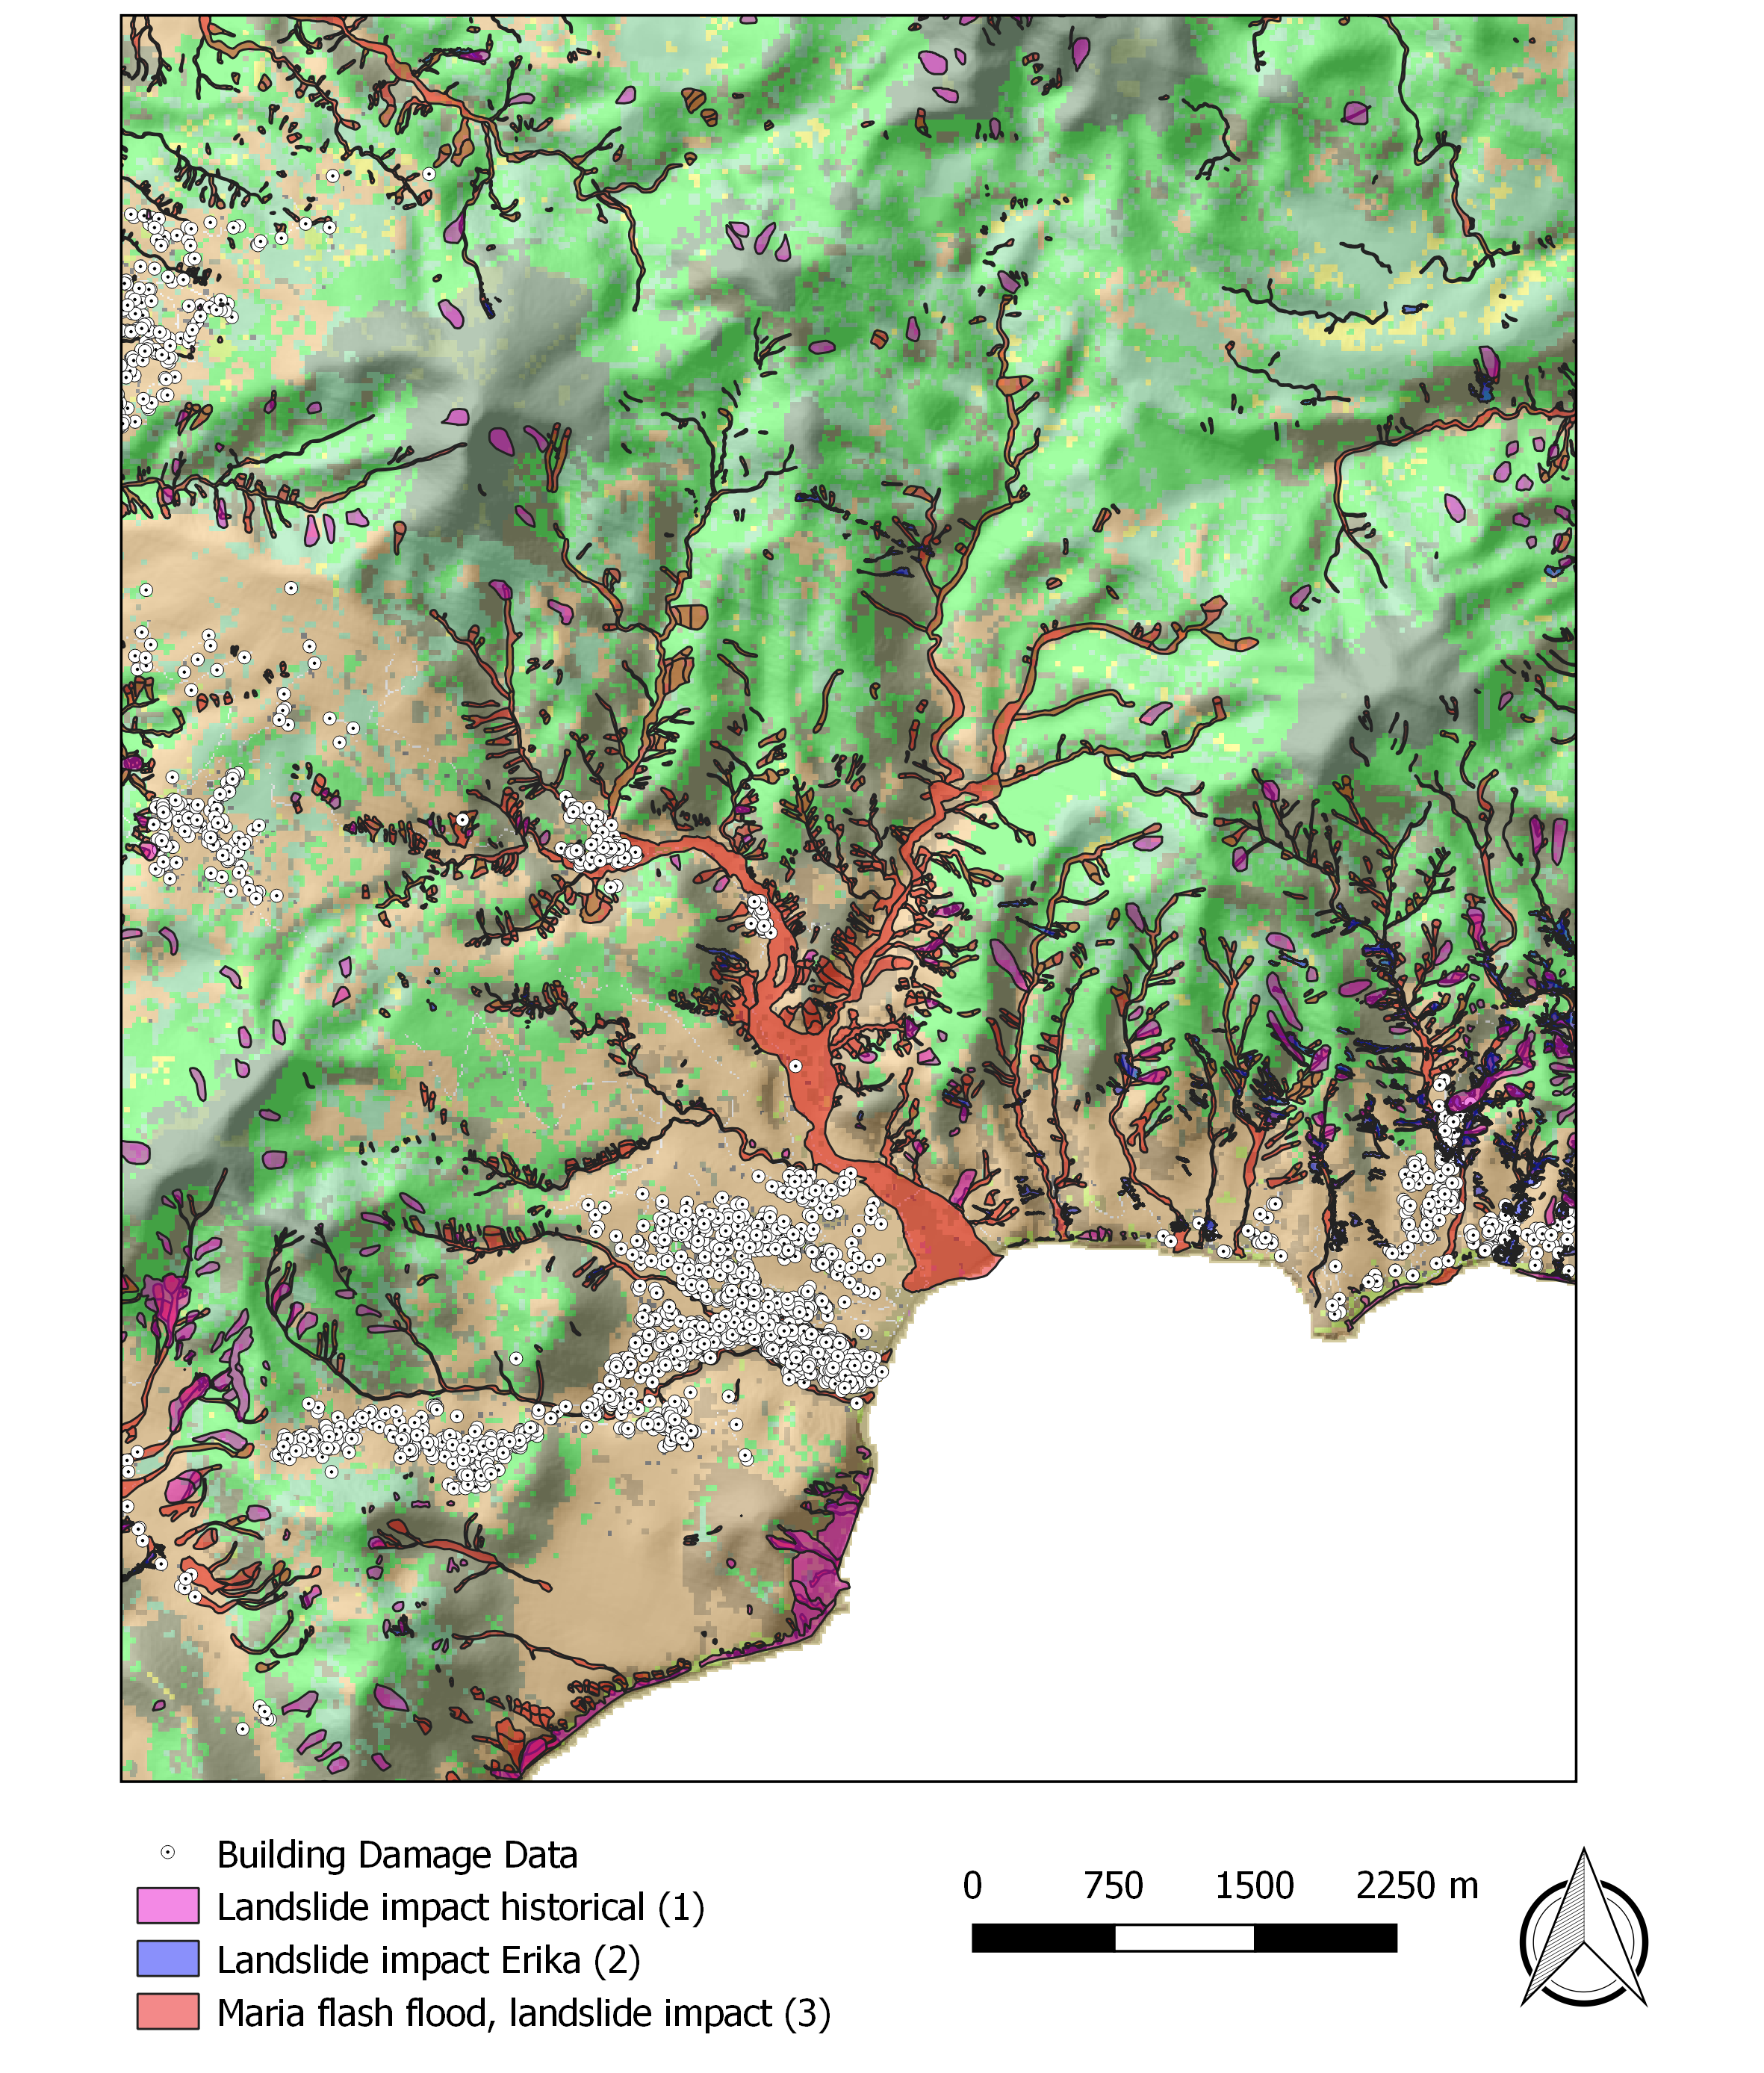 Building Damage Data
Landslide impact historical (1)
Landslide impact Erika (2)
Maria flash flood, landslide impact (3)
0 750 1500 2250 m